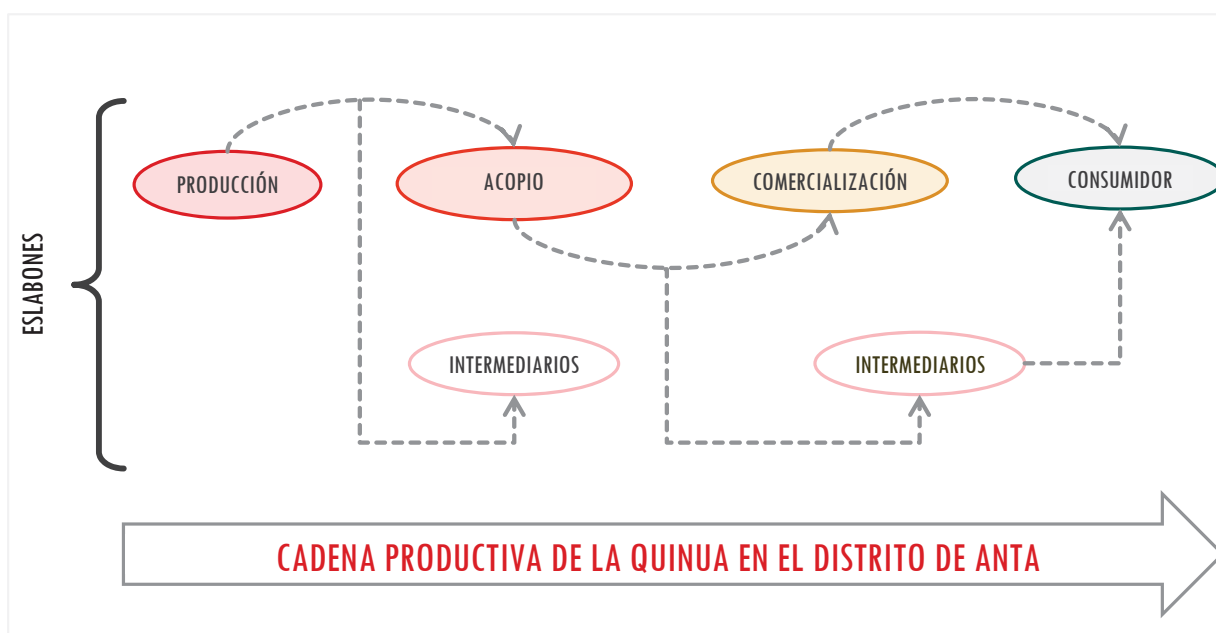 ESLABONES
PRODUCCIÓN
ACOPIO
COMERCIALIZACIÓN
CONSUMIDOR
INTERMEDIARIOS
INTERMEDIARIOS
CADENA PRODUCTIVA DE LA QUINUA EN EL DISTRITO DE ANTA